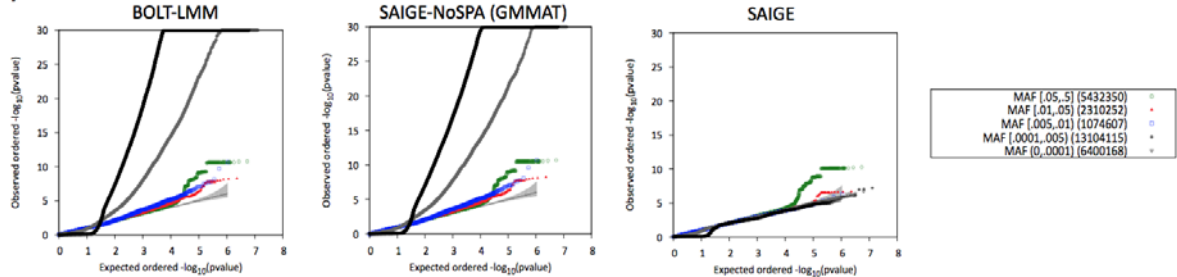 BOLT-LMM
SAIGE-NoSPA (GMMAT)
SAIGE
Observed ordered -log10(pvalue)
30
25
20
15
10
5
0
0 1 2 3 4 5 6 7 8
Expected ordered -log10(pvalue)
Observed ordered -log10(pvalue)
30
25
20
15
10
5
0
0 1 2 3 4 5 6 7 8
Expected ordered -log10(pvalue)
Observed ordered -log10(pvalue)
30
25
20
15
10
5
0
0 1 2 3 4 5 6 7 8
Expected ordered -log10(pvalue)
MAF [.05,.5] (5432350)
MAF [.01,.05) (2310252)
MAF [.005,.01) (1074607)
MAF [.0001,.005) (13104115)
MAF (0,.0001) (6400168)